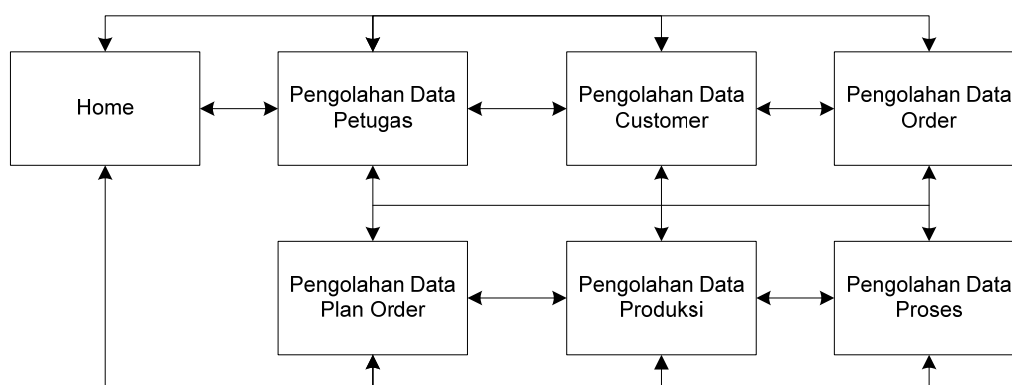 Home
Pengolahan Data
Petugas
Pengolahan Data
Customer
Pengolahan Data
Order
Pengolahan Data
Plan Order
Pengolahan Data
Produksi
Pengolahan Data
Proses